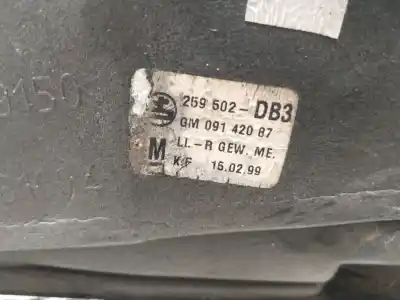 259 502- DB3
GM 091 420 87
M LL-R GEW. ME.
K.F 15.02.99